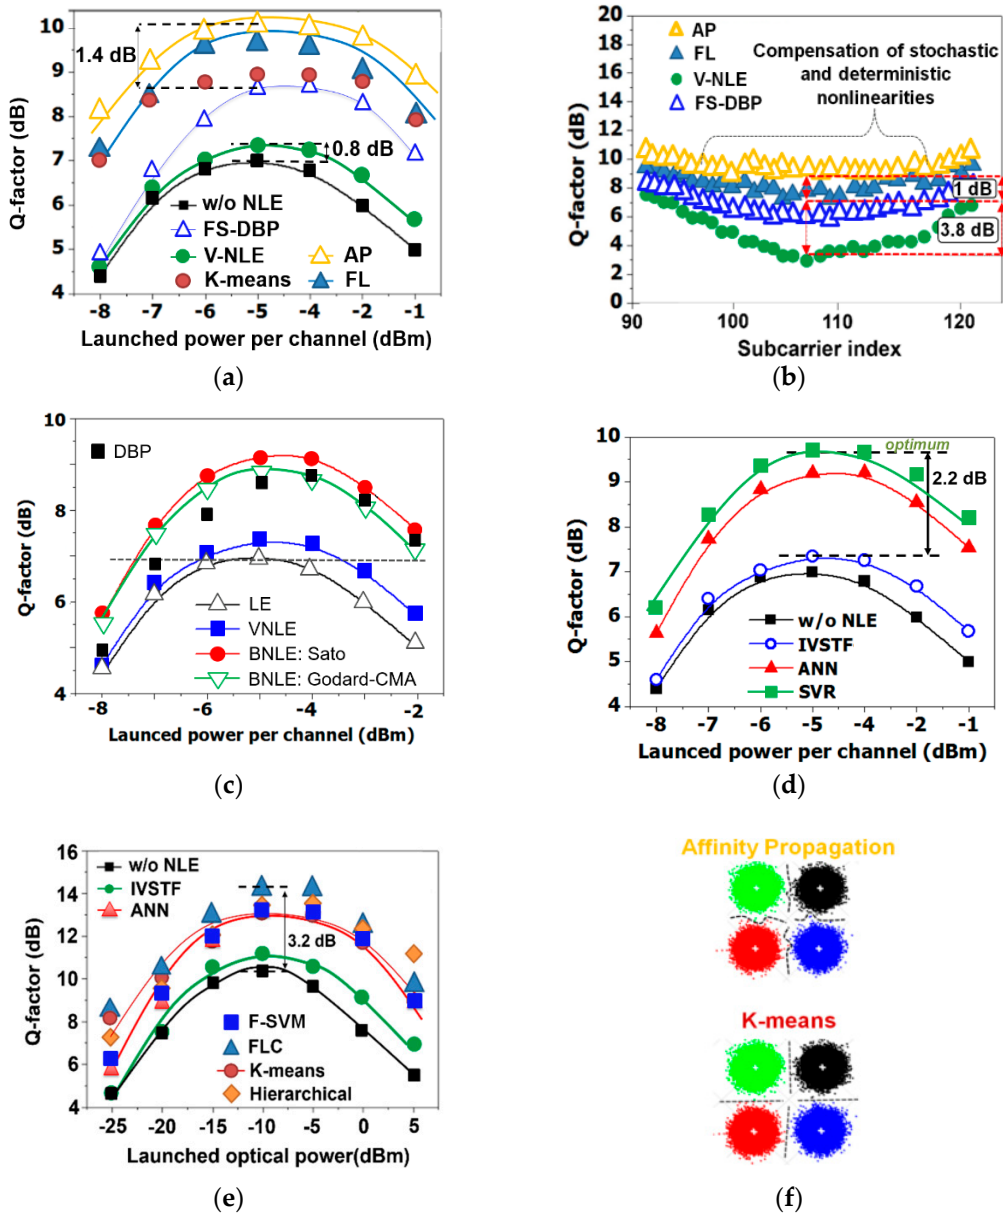 10
9
8
7
6
5
4
Q-factor (dB)
1.4 dB
0.8 dB
w/o NLE
FS-DBP
V-NLE
AP
K-means
FL
-8 -7 -6 -5 -4 -2 -1
Launched power per channel (dBm)
(a)
20
18
16
14
12
10
8
6
4
2
0
Q-factor (dB)
AP
FL
V-NLE
FS-DBP
Compensation of stochastic
and deterministic
nonlinearities
1 dB
3.8 dB
90 100 110 120
Subcarrier index
(b)
10
9
8
7
6
4
Q-factor (dB)
DBP
LE
VNLE
BNLE: Sato
BNLE: Godard-CMA
-8 -7 -6 -5 -4 -3 -2
Launced power per channel (dBm)
(c)
10
9
8
7
6
5
4
Q-factor (dB)
optimum
2.2 dB
w/o NLE
IVSTF
ANN
SVR
-8 -7 -6 -5 -4 -2 -1
Launced power per channel (dBm)
(d)
16
14
12
10
8
6
4
Q-factor (dB)
w/o NLE
IVSTF
ANN
3.2 dB
F-SVM
FLC
K-means
Hierarchical
-25 -20 -15 -10 -5 0 5
Launched optical power(dBm)
(e)
Affinity Propagation
K-means
(f)